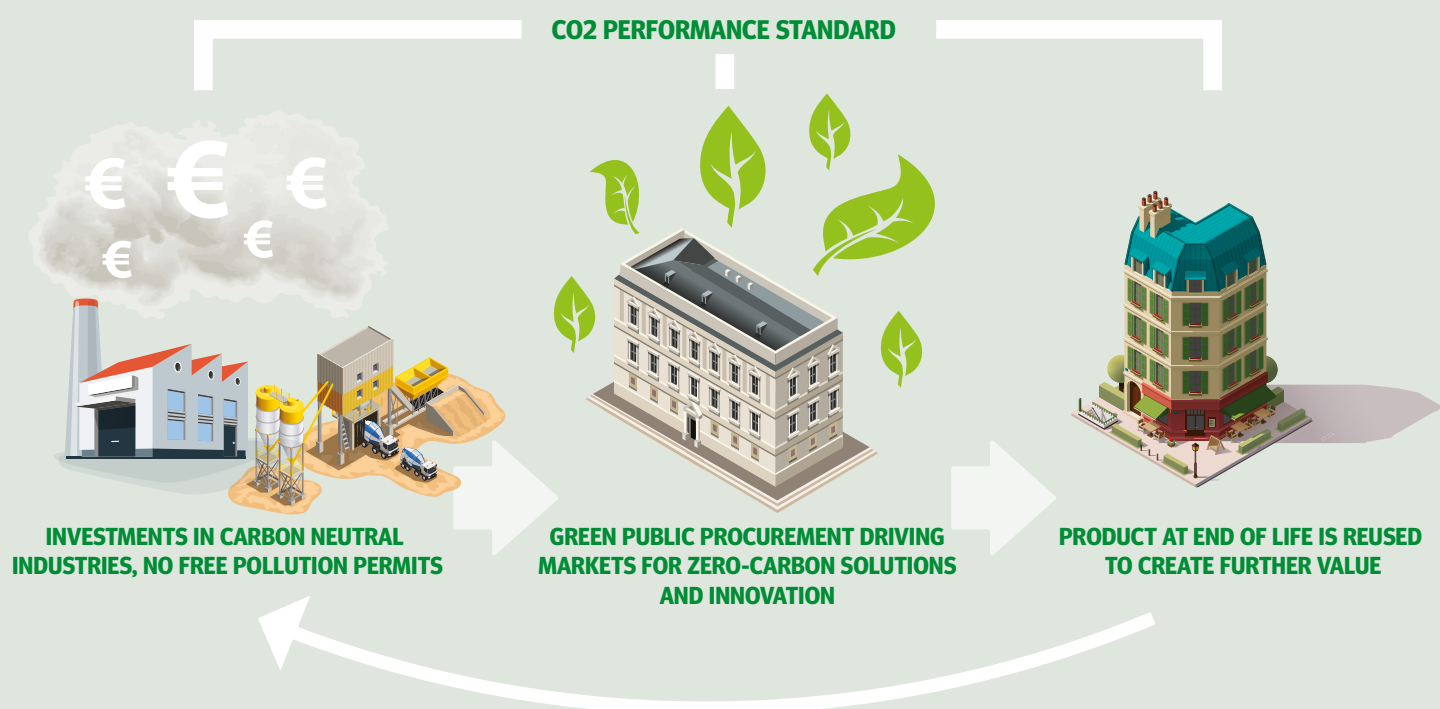 CO2 PERFORMANCE STANDARD
€ € €
€ €
INVESTMENTS IN CARBON NEUTRAL
INDUSTRIES, NO FREE POLLUTION PERMITS
GREEN PUBLIC PROCUREMENT DRIVING
MARKETS FOR ZERO-CARBON SOLUTIONS
AND INNOVATION
PRODUCT AT END OF LIFE IS REUSED
TO CREATE FURTHER VALUE